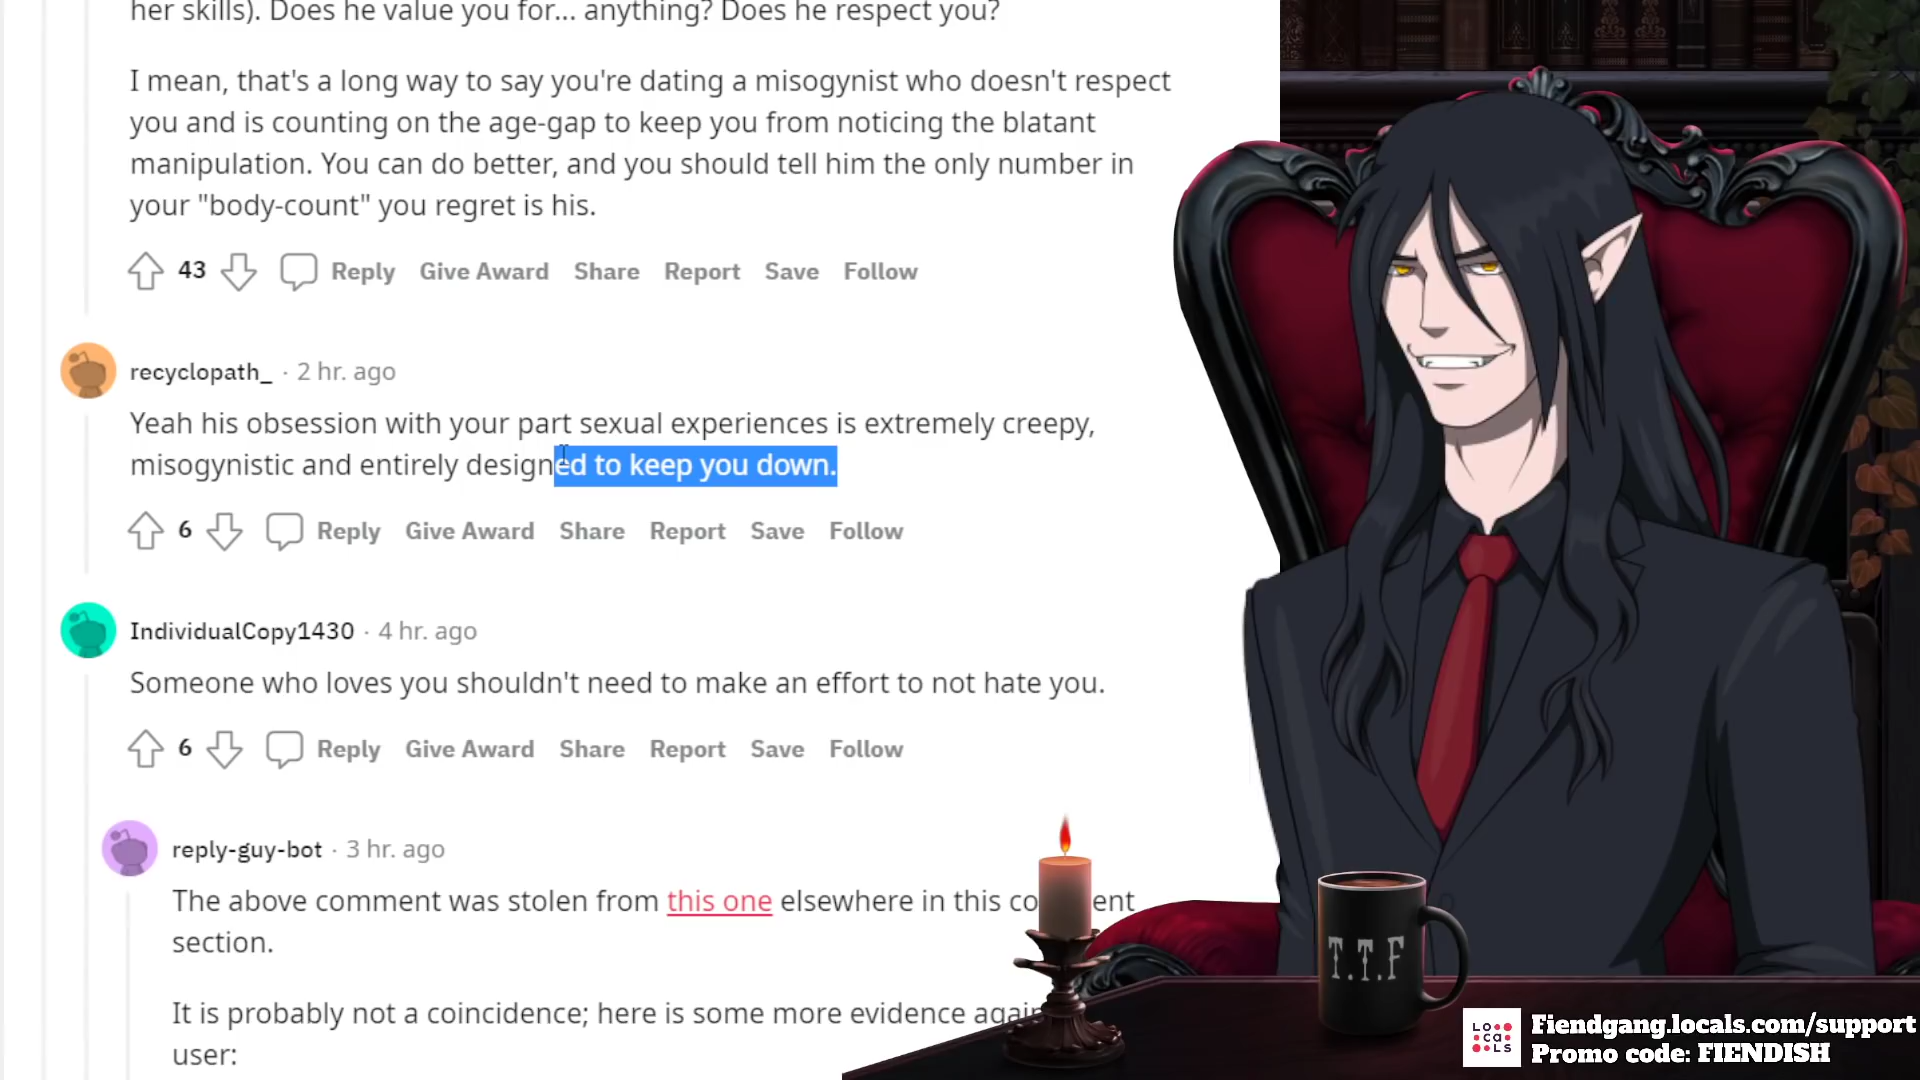 her skills). Does he value you for... anything? Does he respect you?
I mean, that's a long way to say you're dating a misogynist who doesn't respect
you and is counting on the age-gap to keep you from noticing the blatant
manipulation. You can do better, and you should tell him the only number in
your "body-count" you regret is his.
43 Reply Give Award Share Report Save Follow
recyclopath_ · 2 hr. ago
Yeah his obsession with your part sexual experiences is extremely creepy,
misogynistic and entirely designed to keep you down.
6 Reply Give Award Share Report Save Follow
IndividualCopy1430 · 4 hr. ago
Someone who loves you shouldn't need to make an effort to not hate you.
6 Reply Give Award Share Report Save Follow
reply-guy-bot · 3 hr. ago
The above comment was stolen from this one elsewhere in this
section.
It is probably not a coincidence; here is some more evidence
user:
T.T.F
LOCALS
Fiendgang.locals.com/support
Promo code: FIENDISH